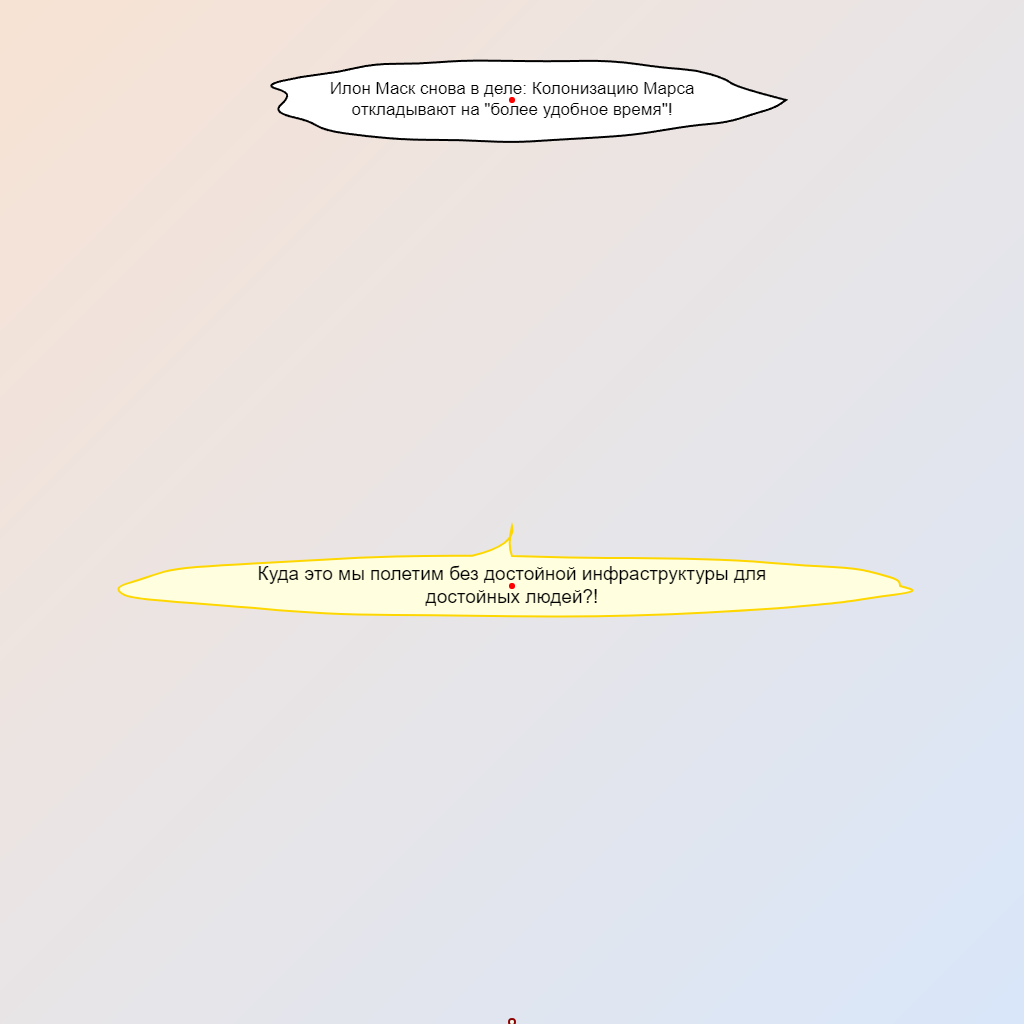 Илон Маск снова в деле: Колонизацию Марса
откладывают на "более удобное время"!
Куда это мы полетим без достойной инфраструктуры для
достойных людей?!